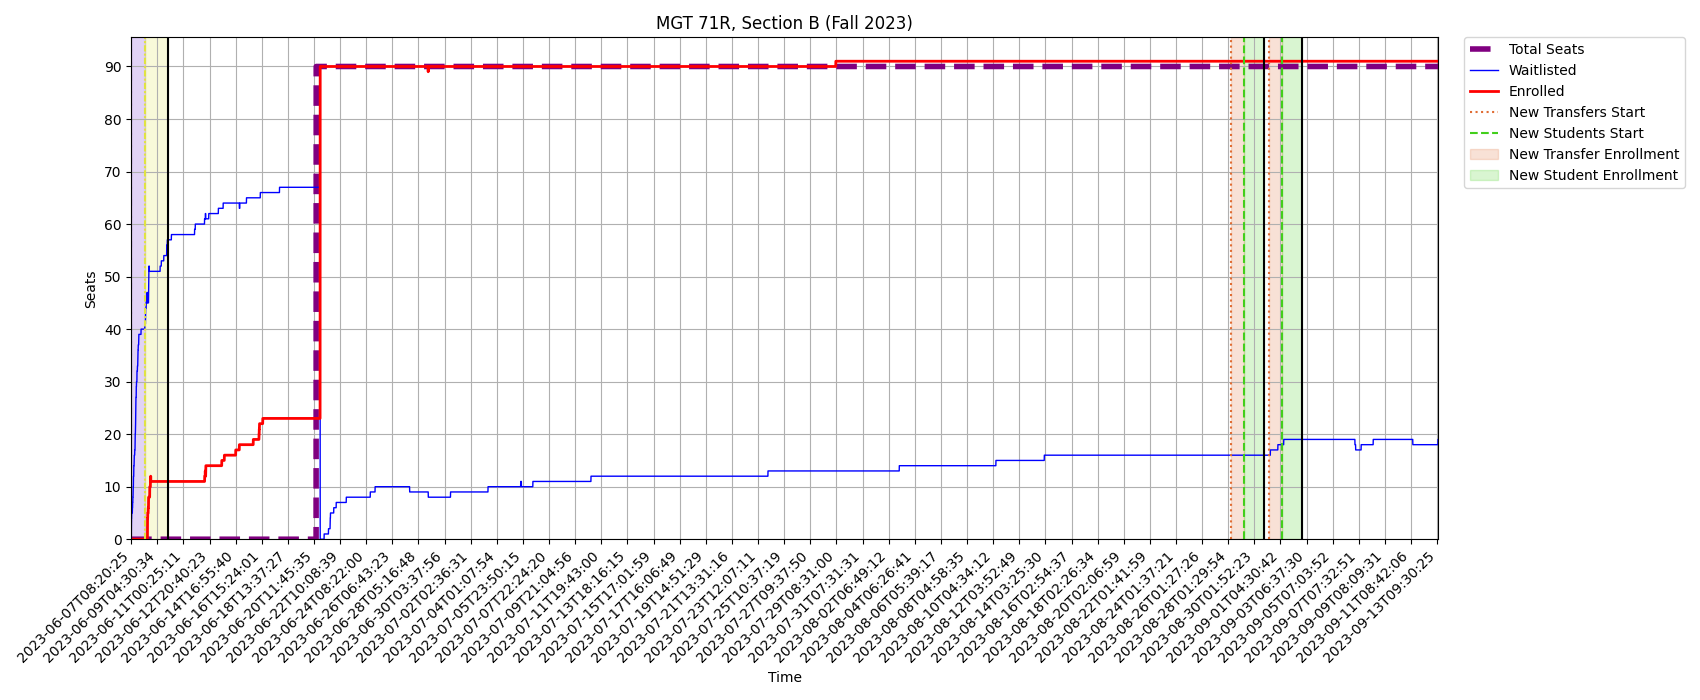 MGT 71R, Section B (Fall 2023)
Total Seats
Waitlisted
Enrolled
New Transfers Start
New Students Start
New Transfer Enrollment
New Student Enrollment
Seats
90
80
70
60
50
40
30
20
10
0
2023-06-07T08:20:25
2023-06-09T04:30:34
2023-06-11T00:25:11
2023-06-12T20:40:23
2023-06-14T16:55:40
2023-06-16T15:24:01
2023-06-18T13:37:27
2023-06-20T11:45:35
2023-06-22T10:08:39
2023-06-24T08:22:00
2023-06-26T06:43:23
2023-06-28T05:16:48
2023-06-30T03:37:56
2023-07-02T02:36:31
2023-07-04T01:07:54
2023-07-05T23:50:15
2023-07-07T22:24:20
2023-07-09T21:04:56
2023-07-11T19:43:00
2023-07-13T18:16:15
2023-07-15T17:01:59
2023-07-17T16:06:49
2023-07-19T14:51:29
2023-07-21T13:31:16
2023-07-23T12:07:11
2023-07-25T10:37:19
2023-07-27T09:37:50
2023-07-29T08:31:00
2023-07-31T07:31:31
2023-08-02T06:49:12
2023-08-04T06:26:41
2023-08-06T05:39:17
2023-08-08T04:58:35
2023-08-10T04:34:12
2023-08-12T03:52:49
2023-08-14T03:25:30
2023-08-16T02:54:37
2023-08-18T02:26:34
2023-08-20T02:06:59
2023-08-22T01:41:59
2023-08-24T01:37:21
2023-08-26T01:27:26
2023-08-28T01:29:54
2023-08-30T01:52:23
2023-09-01T04:30:42
2023-09-03T06:37:30
2023-09-05T07:03:52
2023-09-07T07:32:51
2023-09-09T08:09:31
2023-09-11T08:42:06
2023-09-13T09:30:25
Time